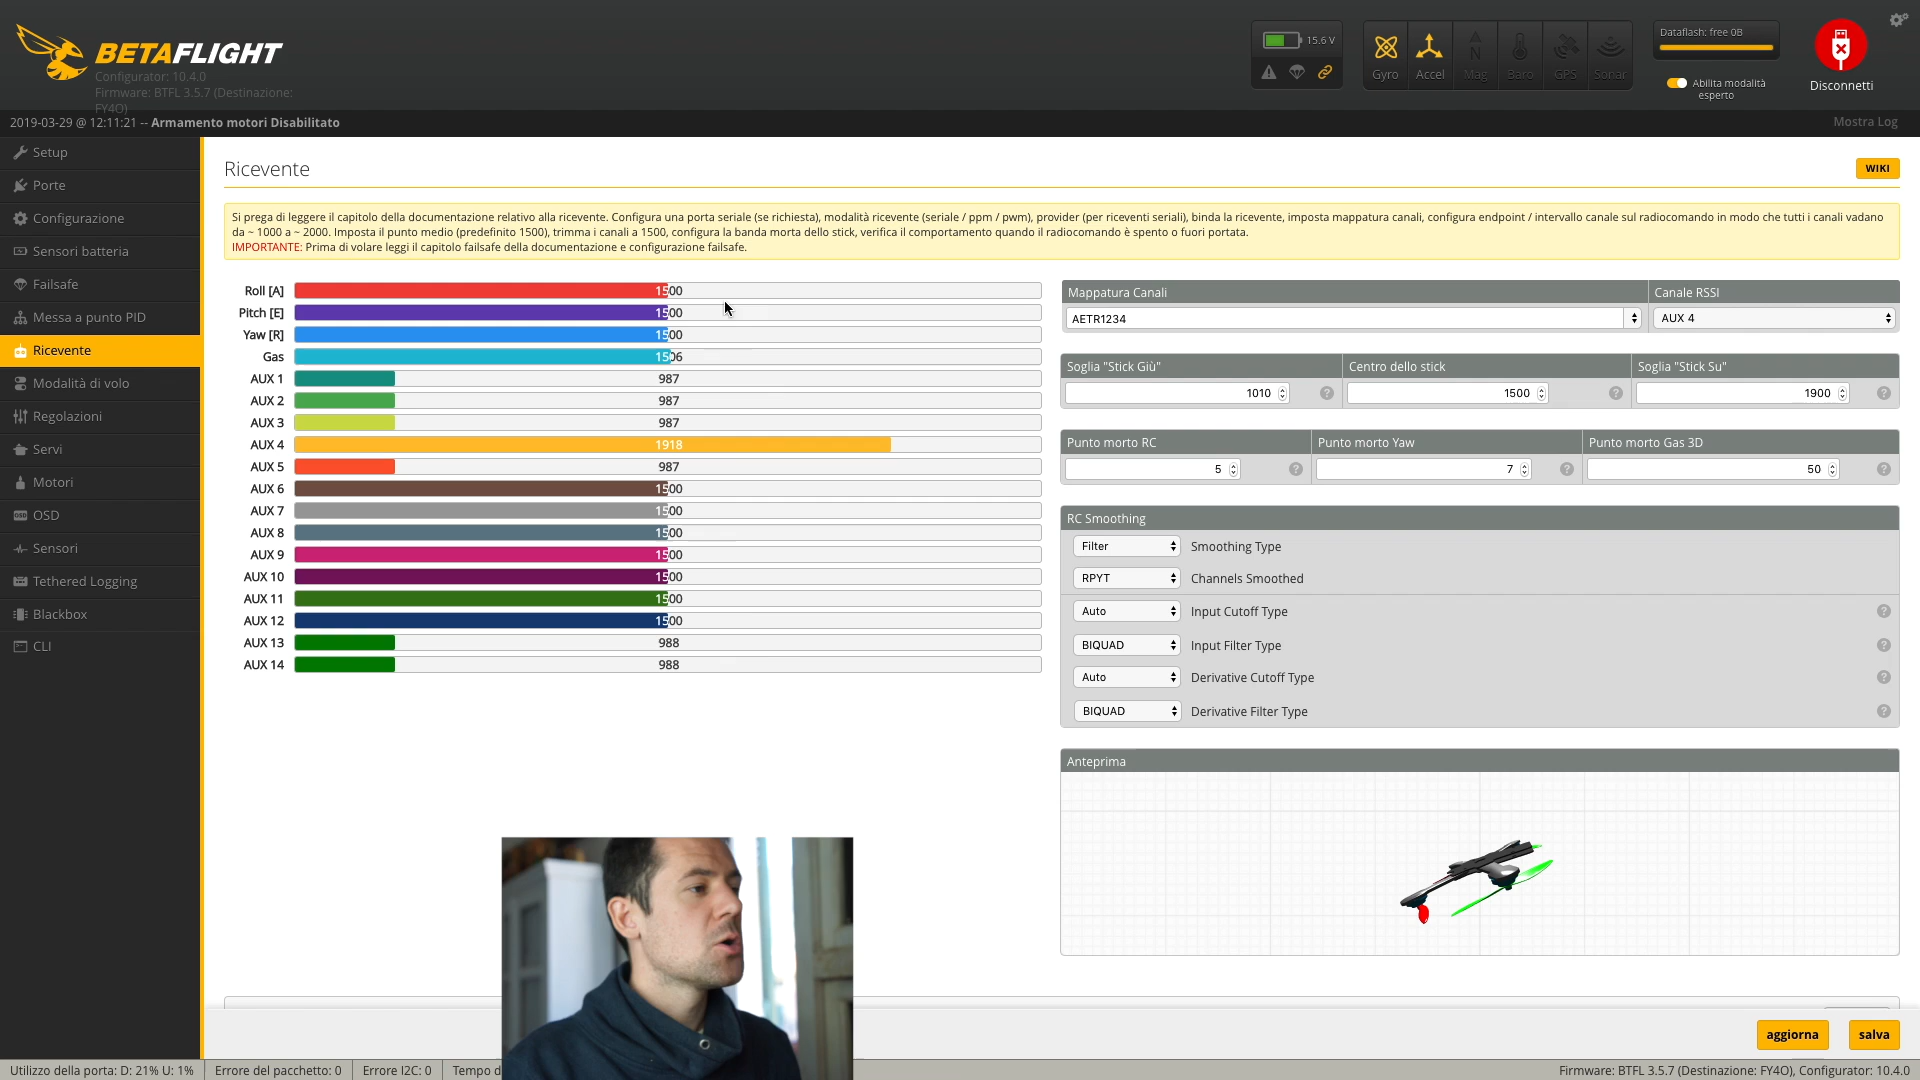 BETAFLIGHT
Configurator: 10.4.0
Firmware: BTFL 3.5.7 (Destinazione:
FY4O)
15.6 V
Gyro
Accel
Mag
Baro
GPS
Sonar
Dataflash: free 0B
Abilita modalità
esperto
Disconnetti
2019-03-29 @ 12:11:21 -- Armamento motori Disabilitato
Mostra Log
Setup
Porte
Configurazione
Sensori batteria
Failsafe
Messa a punto PID
Ricevente
Modalità di volo
Regolazioni
Servi
Motori
OSD
Sensori
Tethered Logging
Blackbox
CLI
Ricevente
WIKI
Si prega di leggere il capitolo della documentazione relativo alla ricevente. Configura una porta seriale (se richiesta), modalità ricevente (seriale / ppm / pwm), provider (per riceventi seriali), binda la ricevente, imposta mappatura canali, configura endpoint / intervallo canale sul radiocomando in modo che tutti i canali vadano
da ~ 1000 a ~ 2000. Imposta il punto medio (predefinito 1500), trimma i canali a 1500, configura la banda morta dello stick, verifica il comportamento quando il radiocomando è spento o fuori portata.
IMPORTANTE: Prima di volare leggi il capitolo failsafe della documentazione e configurazione failsafe.
Roll [A] 1500
Pitch [E] 1500
Yaw [R] 1500
Gas 1506
AUX 1 987
AUX 2 987
AUX 3 987
AUX 4 1918
AUX 5 987
AUX 6 1500
AUX 7 1500
AUX 8 1500
AUX 9 1500
AUX 10 1500
AUX 11 1500
AUX 12 1500
AUX 13 988
AUX 14 988
Mappatura Canali Canale RSSI
AETR1234 AUX 4
Soglia "Stick Giù" Centro dello stick Soglia "Stick Su"
1010 ? 1500 ? 1900 ?
Punto morto RC Punto morto Yaw Punto morto Gas 3D
5 ? 7 ? 50 ?
RC Smoothing
Filter Smoothing Type
RPYT Channels Smoothed
Auto Input Cutoff Type ?
BIQUAD Input Filter Type ?
Auto Derivative Cutoff Type ?
BIQUAD Derivative Filter Type ?
Anteprima
aggiorna
salva
Utilizzo della porta: D: 21% U: 1% Errore del pacchetto: 0 Errore I2C: 0 Tempo d
Firmware: BTFL 3.5.7 (Destinazione: FY4O), Configurator: 10.4.0